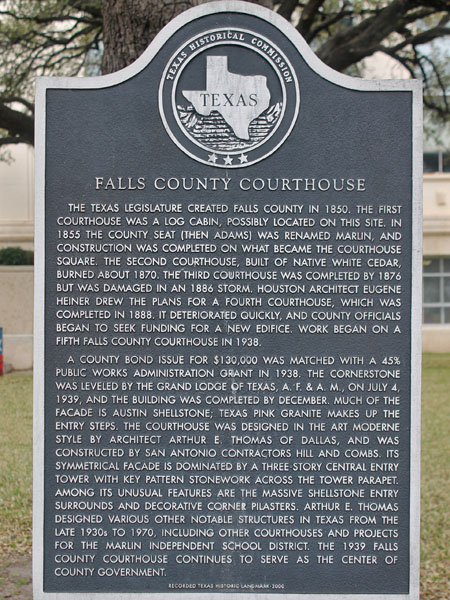 TEXAS HISTORICAL COMMISSION
TEXAS
FALLS COUNTY COURTHOUSE
THE TEXAS LEGISLATURE CREATED FALLS COUNTY IN 1850. THE FIRST
COURTHOUSE WAS A LOG CABIN, POSSIBLY LOCATED ON THIS SITE. IN
1855 THE COUNTY SEAT (THEN ADAMS) WAS RENAMED MARLIN, AND
CONSTRUCTION WAS COMPLETED ON WHAT BECAME THE COURTHOUSE
SQUARE. THE SECOND COURTHOUSE, BUILT OF NATIVE WHITE CEDAR,
BURNED ABOUT 1870. THE THIRD COURTHOUSE WAS COMPLETED BY 1876
BUT WAS DAMAGED IN AN 1886 STORM. HOUSTON ARCHITECT EUGENE
HEINER DREW THE PLANS FOR A FOURTH COURTHOUSE, WHICH WAS
COMPLETED IN 1888. IT DETERIORATED QUICKLY, AND COUNTY OFFICIALS
BEGAN TO SEEK FUNDING FOR A NEW EDIFICE. WORK BEGAN ON A
FIFTH FALLS COUNTY COURTHOUSE IN 1938.
A COUNTY BOND ISSUE FOR $130,000 WAS MATCHED WITH A 45%
PUBLIC WORKS ADMINISTRATION GRANT IN 1938. THE CORNERSTONE
WAS LEVELED BY THE GRAND LODGE OF TEXAS, A. F. & A. M., ON JULY 4,
1939, AND THE BUILDING WAS COMPLETED BY DECEMBER. MUCH OF THE
FACADE IS AUSTIN SHELLSTONE; TEXAS PINK GRANITE MAKES UP THE
ENTRY STEPS. THE COURTHOUSE WAS DESIGNED IN THE ART MODERNE
STYLE BY ARCHITECT ARTHUR E. THOMAS OF DALLAS, AND WAS
CONSTRUCTED BY SAN ANTONIO CONTRACTORS HILL AND COMBS. ITS
SYMMETRICAL FACADE IS DOMINATED BY A THREE-STORY CENTRAL ENTRY
TOWER WITH KEY PATTERN STONEWORK ACROSS THE TOWER PARAPET.
AMONG ITS UNUSUAL FEATURES ARE THE MASSIVE SHELLSTONE ENTRY
SURROUNDS AND DECORATIVE CORNER PILASTERS. ARTHUR E. THOMAS
DESIGNED VARIOUS OTHER NOTABLE STRUCTURES IN TEXAS FROM THE
LATE 1930s TO 1970, INCLUDING OTHER COURTHOUSES AND PROJECTS
FOR THE MARLIN INDEPENDENT SCHOOL DISTRICT. THE 1939 FALLS
COUNTY COURTHOUSE CONTINUES TO SERVE AS THE CENTER OF
COUNTY GOVERNMENT.
RECORDED TEXAS HISTORIC LANDMARK-2000